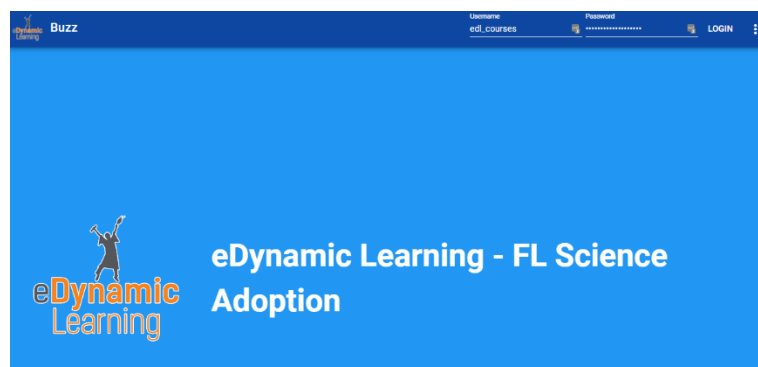 eDynamic
Learning
Buzz
Username
edl_courses
Password
••••••••••••••••••
LOGIN
eDynamic
Learning
eDynamic Learning - FL Science
Adoption